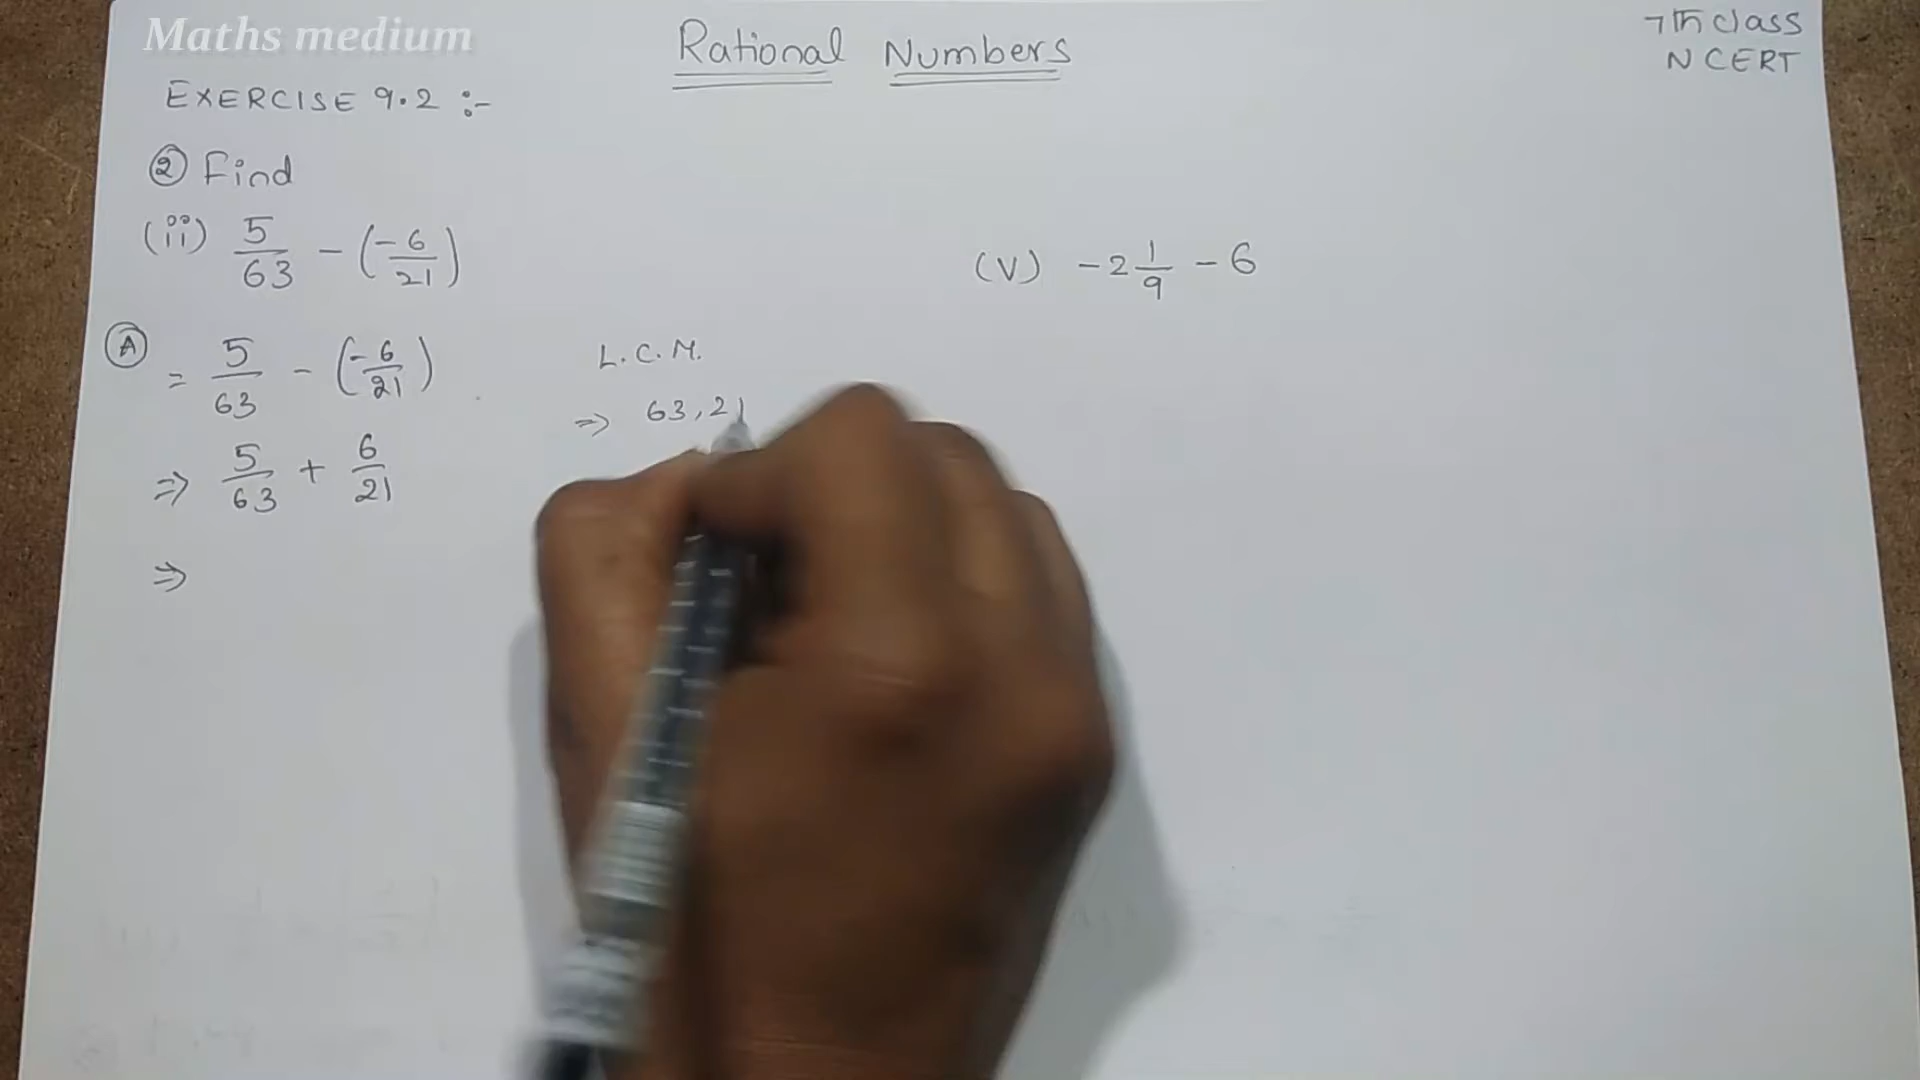 Maths medium
Rational Numbers
7th class
NCERT
EXERCISE 9.2 :-
② Find
(ii) 5/63 - (-6/21)
(V) -2 1/9 - 6
Ⓐ = 5/63 - (-6/21)
⇒ 5/63 + 6/21
⇒
L.C.M.
⇒ 63, 21